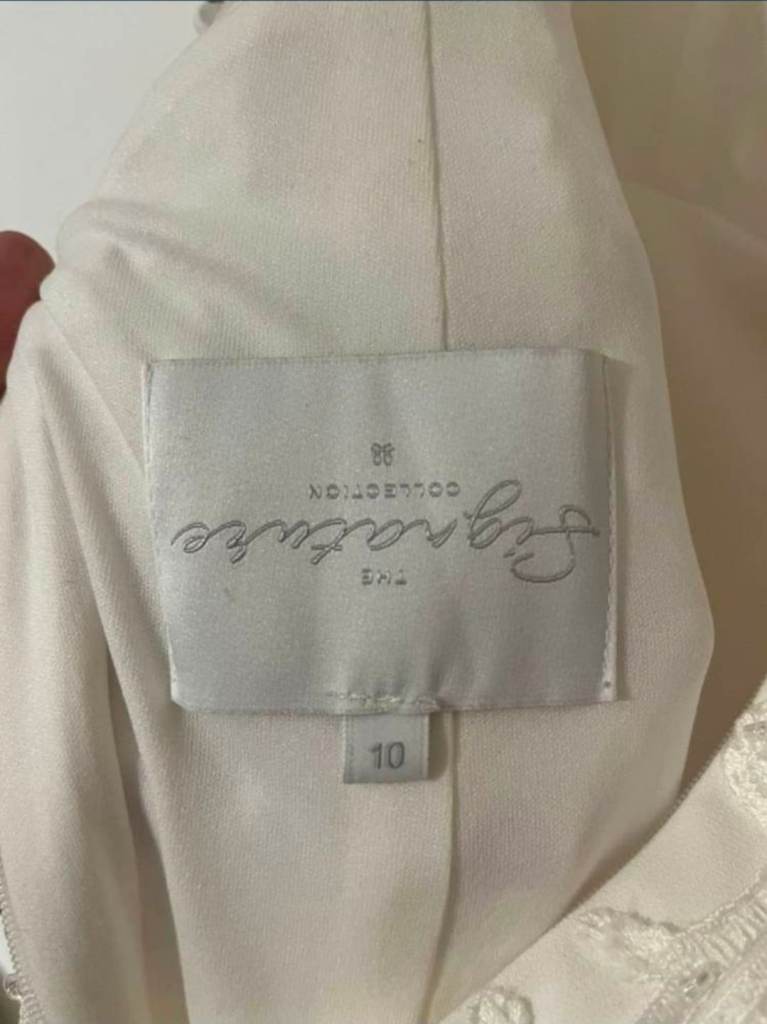 THE
Signature
COLLECTION
10